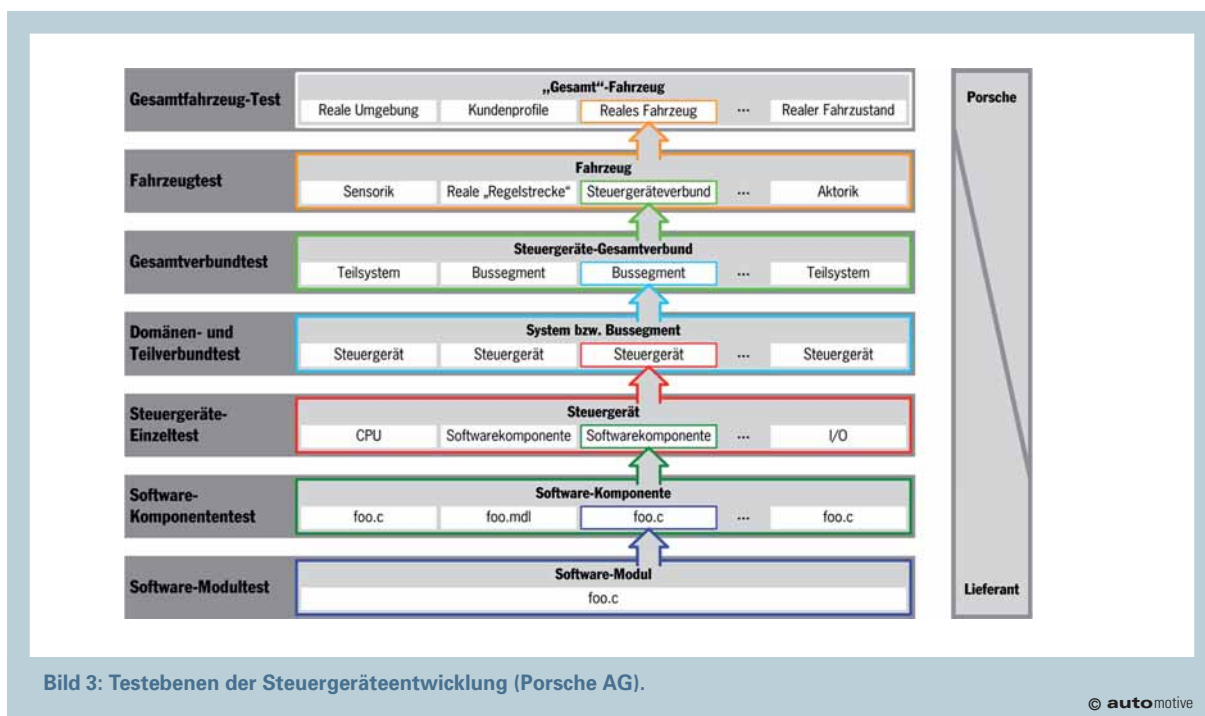 Gesamtfahrzeug-Test
„Gesamt“-Fahrzeug
Reale Umgebung Kundenprofile Reales Fahrzeug ... Realer Fahrzustand
Fahrzeugtest
Fahrzeug
Sensorik Reale „Regelstrecke“ Steuergeräteverbund ... Aktorik
Gesamtverbundtest
Steuergeräte-Gesamtverbund
Teilsystem Bussegment Bussegment ... Teilsystem
Domänen- und
Teilverbundtest
System bzw. Bussegment
Steuergerät Steuergerät Steuergerät ... Steuergerät
Steuergeräte-
Einzeltest
Steuergerät
CPU Softwarekomponente Softwarekomponente ... I/O
Software-
Komponententest
Software-Komponente
foo.c foo.mdl foo.c ... foo.c
Software-Modultest
Software-Modul
foo.c
Porsche
Lieferant
Bild 3: Testebenen der Steuergeräteentwicklung (Porsche AG).
© automotive